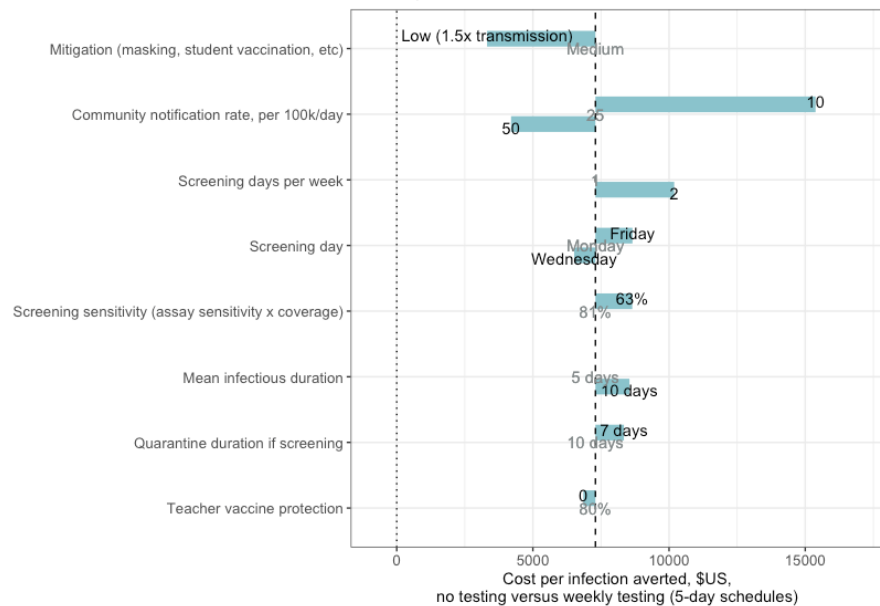 Mitigation (masking, student vaccination, etc)
Low (1.5x transmission)
Medium
Community notification rate, per 100k/day
10
25
50
Screening days per week
1
2
Screening day
Friday
Monday
Wednesday
Screening sensitivity (assay sensitivity x coverage)
63%
81%
Mean infectious duration
5 days
10 days
Quarantine duration if screening
7 days
10 days
Teacher vaccine protection
0
80%
0
5000
10000
15000
Cost per infection averted, $US,
no testing versus weekly testing (5-day schedules)